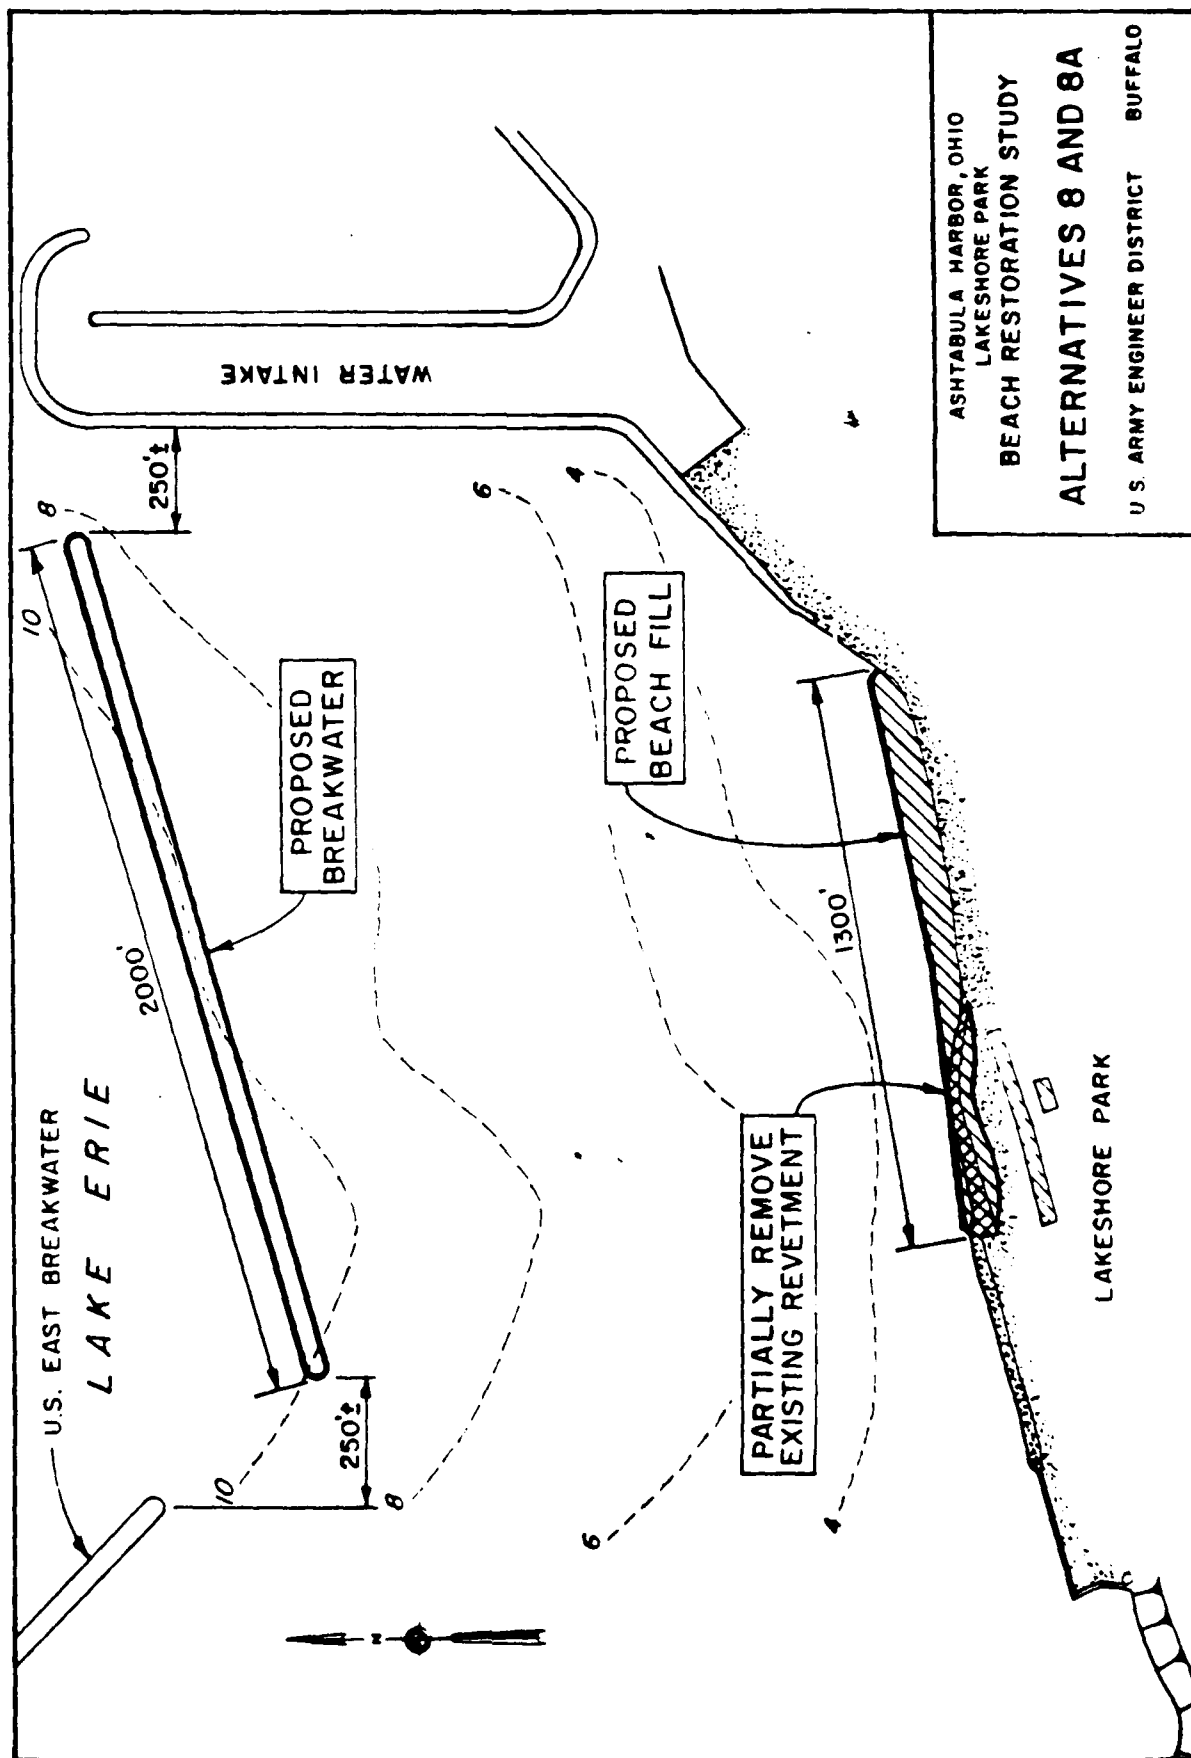 U.S. EAST BREAKWATER
LAKE ERIE
2000'
10
8
250'±
WATER INTAKE
PROPOSED
BREAKWATER
10
250'±
8
6
4
PROPOSED
BEACH FILL
1300'
6
4
PARTIALLY REMOVE
EXISTING REVETMENT
N
LAKESHORE PARK
ASHTABULA HARBOR, OHIO
LAKESHORE PARK
BEACH RESTORATION STUDY
ALTERNATIVES 8 AND 8A
U S. ARMY ENGINEER DISTRICT BUFFALO